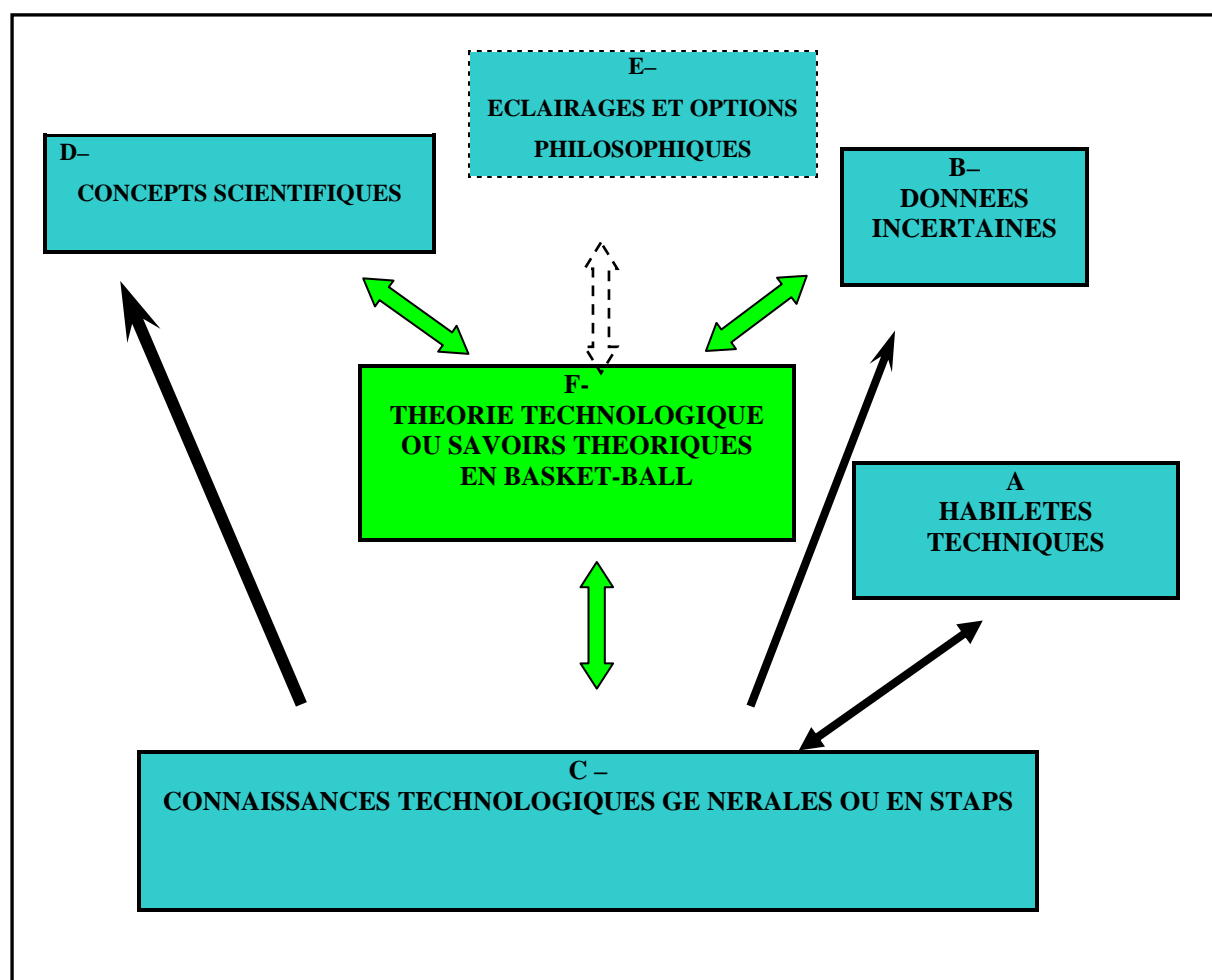 E–
ECLAIRAGES ET OPTIONS
PHILOSOPHIQUES
D–
CONCEPTS SCIENTIFIQUES
B–
DONNEES
INCERTAINES
F-
THEORIE TECHNOLOGIQUE
OU SAVOIRS THEORIQUES
EN BASKET-BALL
A
HABILETES
TECHNIQUES
C –
CONNAISSANCES TECHNOLOGIQUES GE NERALES OU EN STAPS